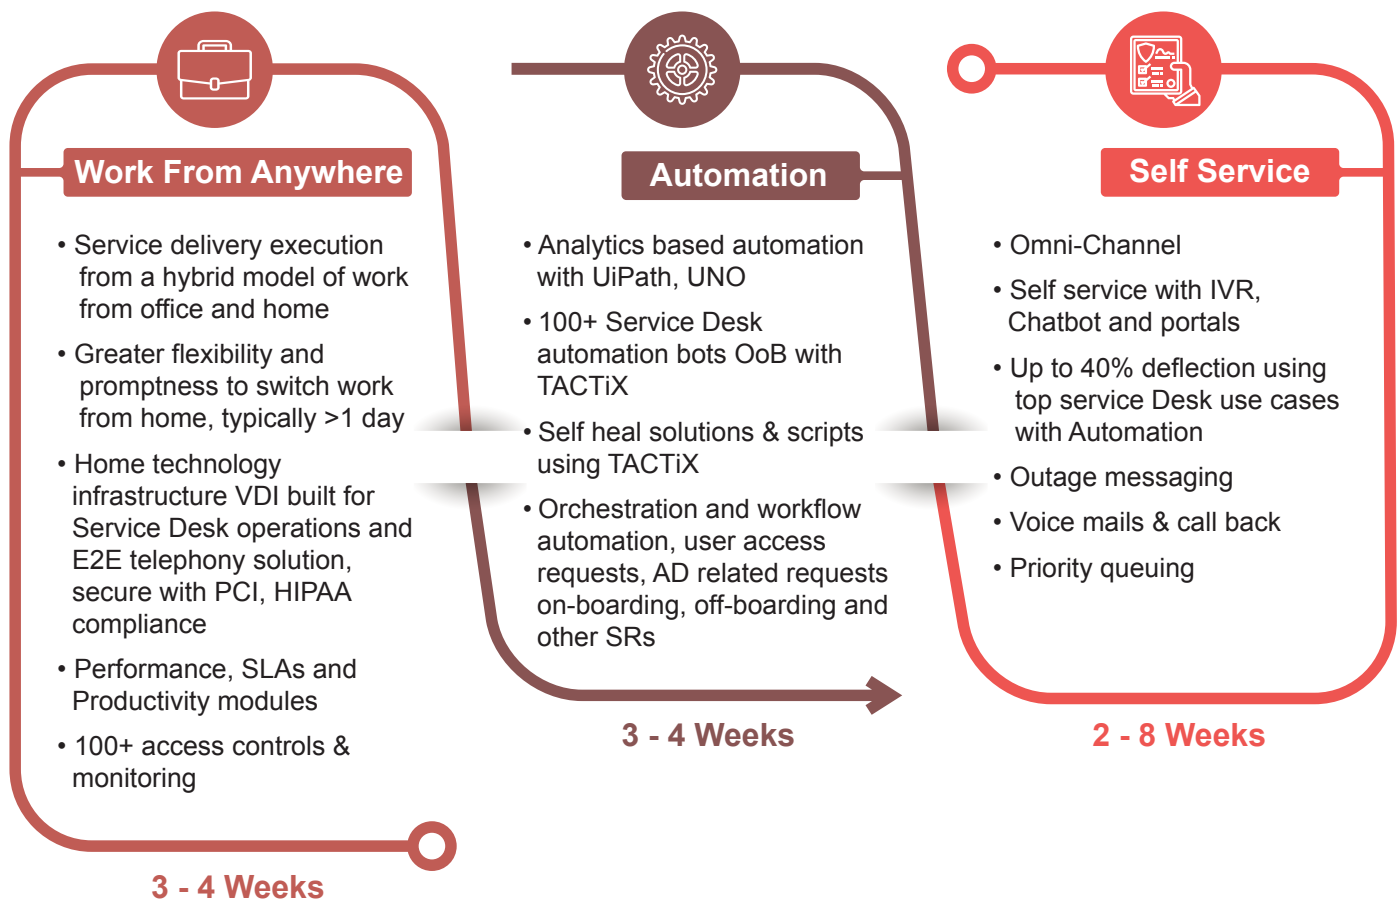 Work From Anywhere
• Service delivery execution
from a hybrid model of work
from office and home
• Greater flexibility and
promptness to switch work
from home, typically >1 day
• Home technology
infrastructure VDI built for
Service Desk operations and
E2E telephony solution,
secure with PCI, HIPAA
compliance
• Performance, SLAs and
Productivity modules
• 100+ access controls &
monitoring
3 - 4 Weeks
Automation
• Analytics based automation
with UiPath, UNO
• 100+ Service Desk
automation bots OoB with
TACTiX
• Self heal solutions & scripts
using TACTiX
• Orchestration and workflow
automation, user access
requests, AD related requests
on-boarding, off-boarding and
other SRs
3 - 4 Weeks
Self Service
• Omni-Channel
• Self service with IVR,
Chatbot and portals
• Up to 40% deflection using
top service Desk use cases
with Automation
• Outage messaging
• Voice mails & call back
• Priority queuing
2 - 8 Weeks